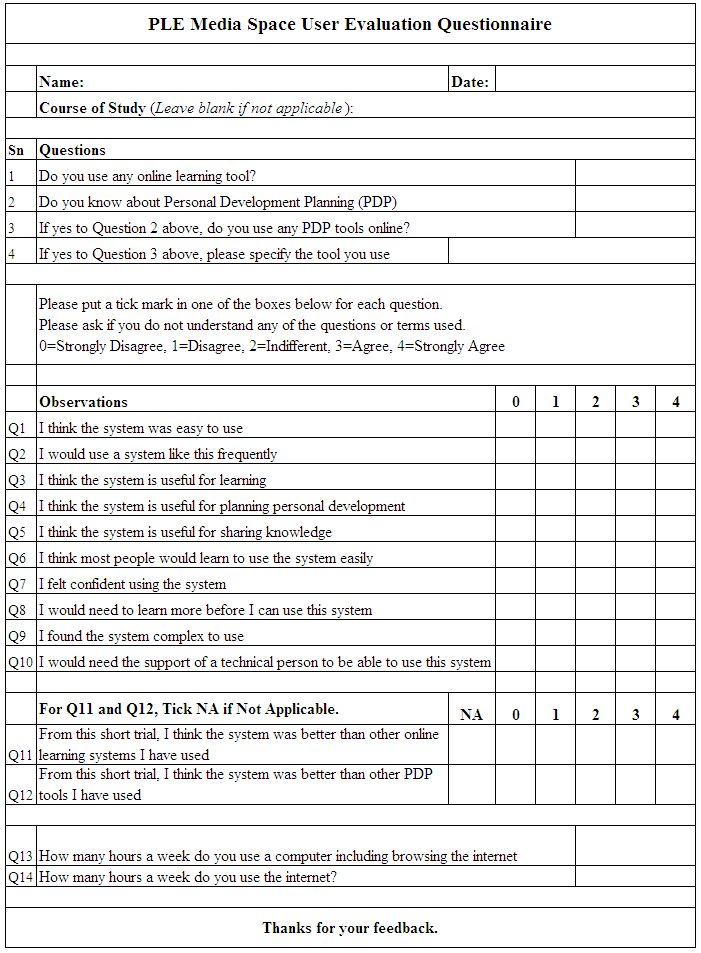 PLE Media Space User Evaluation Questionnaire
Name: Date:
Course of Study (Leave blank if not applicable):
Sn Questions
1 Do you use any online learning tool?
2 Do you know about Personal Development Planning (PDP)
3 If yes to Question 2 above, do you use any PDP tools online?
4 If yes to Question 3 above, please specify the tool you use
Please put a tick mark in one of the boxes below for each question.
Please ask if you do not understand any of the questions or terms used.
0=Strongly Disagree, 1=Disagree, 2=Indifferent, 3=Agree, 4=Strongly Agree
Observations 0 1 2 3 4
Q1 I think the system was easy to use
Q2 I would use a system like this frequently
Q3 I think the system is useful for learning
Q4 I think the system is useful for planning personal development
Q5 I think the system is useful for sharing knowledge
Q6 I think most people would learn to use the system easily
Q7 I felt confident using the system
Q8 I would need to learn more before I can use this system
Q9 I found the system complex to use
Q10 I would need the support of a technical person to be able to use this system
For Q11 and Q12, Tick NA if Not Applicable. NA 0 1 2 3 4
From this short trial, I think the system was better than other online
Q11 learning systems I have used
From this short trial, I think the system was better than other PDP
Q12 tools I have used
Q13 How many hours a week do you use a computer including browsing the internet
Q14 How many hours a week do you use the internet?
Thanks for your feedback.